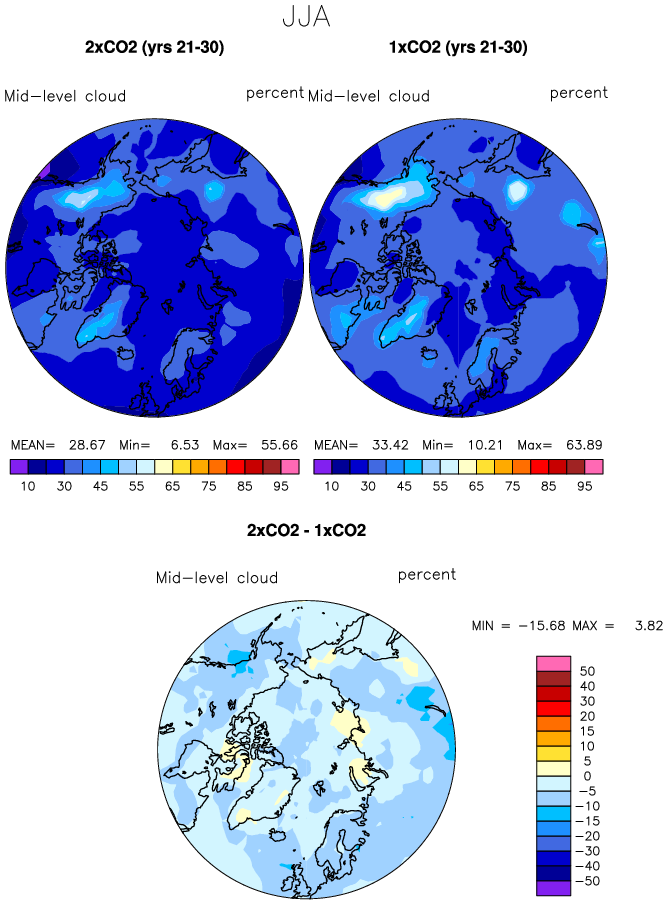 JJA
2xCO2 (yrs 21-30) 1xCO2 (yrs 21-30)
Mid-level cloud percent Mid-level cloud percent
MEAN= 28.67 Min= 6.53 Max= 55.66 MEAN= 33.42 Min= 10.21 Max= 63.89
10 30 45 55 65 75 85 95 10 30 45 55 65 75 85 95
2xCO2 - 1xCO2
Mid-level cloud percent
MIN = -15.68 MAX = 3.82
50
40
30
20
15
10
5
0
-5
-10
-15
-20
-30
-40
-50